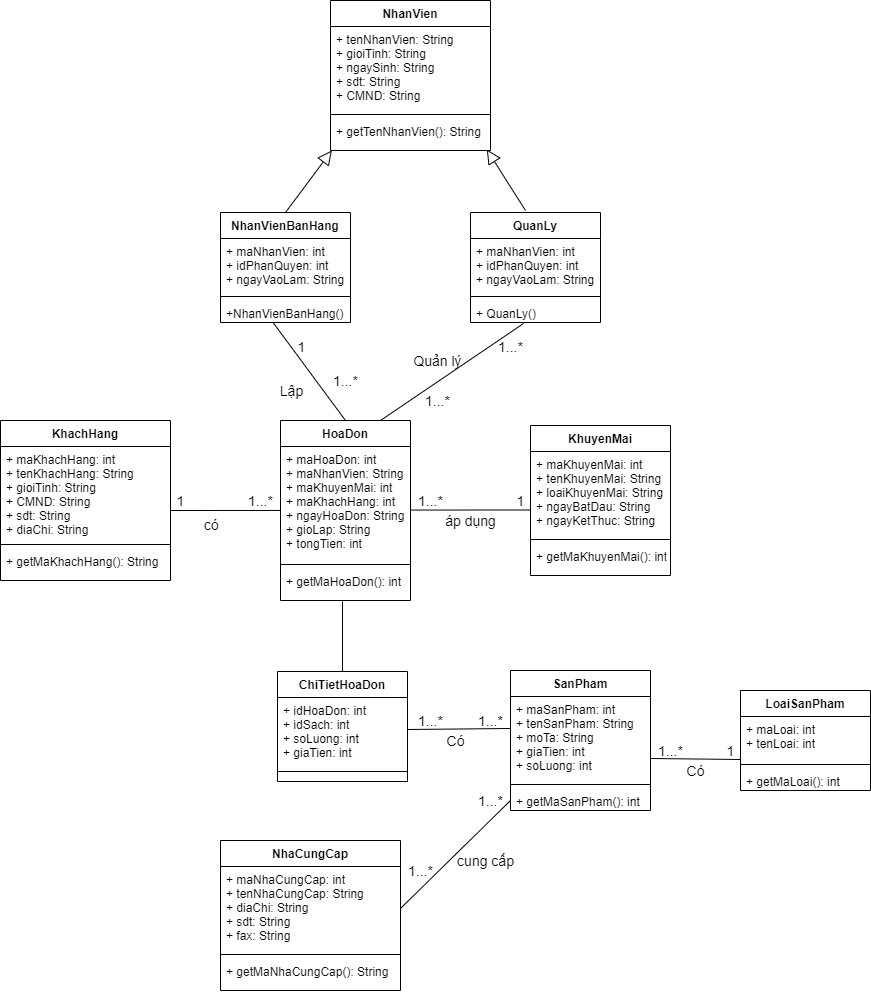 NhanVien
+ tenNhanVien: String
+ gioiTinh: String
+ ngaySinh: String
+ sdt: String
+ CMND: String
+ getTenNhanVien(): String
NhanVienBanHang
+ maNhanVien: int
+ idPhanQuyen: int
+ ngayVaoLam: String
+NhanVienBanHang()
QuanLy
+ maNhanVien: int
+ idPhanQuyen: int
+ ngayVaoLam: String
+ QuanLy()
1
1...*
Lập
1...*
Quản lý
1...*
KhachHang
+ maKhachHang: int
+ tenKhachHang: String
+ gioiTinh: String
+ CMND: String
+ sdt: String
+ diaChi: String
+ getMaKhachHang(): String
1
1...*
có
HoaDon
+ maHoaDon: int
+ maNhanVien: String
+ maKhuyenMai: int
+ maKhachHang: int
+ ngayHoaDon: String
+ gioLap: String
+ tongTien: int
+ getMaHoaDon(): int
1...*
1
áp dụng
KhuyenMai
+ maKhuyenMai: int
+ tenKhuyenMai: String
+ loaiKhuyenMai: String
+ ngayBatDau: String
+ ngayKetThuc: String
+ getMaKhuyenMai(): int
ChiTietHoaDon
+ idHoaDon: int
+ idSach: int
+ soLuong: int
+ giaTien: int
1...*
1...*
Có
SanPham
+ maSanPham: int
+ tenSanPham: String
+ moTa: String
+ giaTien: int
+ soLuong: int
+ getMaSanPham(): int
1...*
1
Có
LoaiSanPham
+ maLoai: int
+ tenLoai: int
+ getMaLoai(): int
1...*
1...*
cung cấp
NhaCungCap
+ maNhaCungCap: int
+ tenNhaCungCap: String
+ diaChi: String
+ sdt: String
+ fax: String
+ getMaNhaCungCap(): String